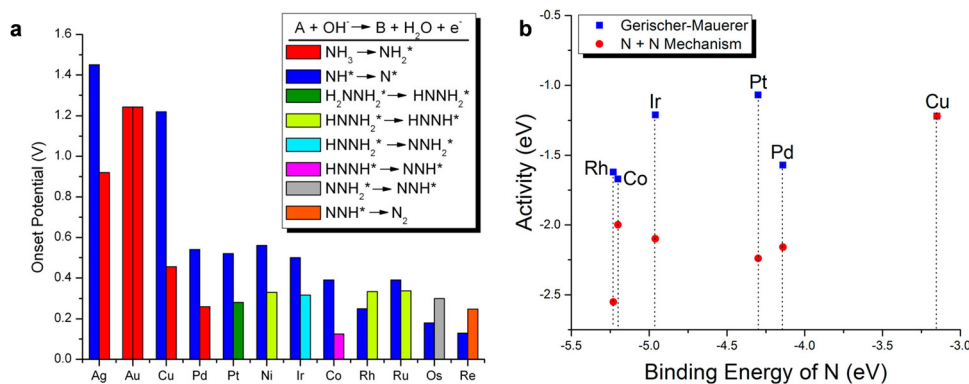 a
A + OH⁻ → B + H₂O + e⁻
NH₃ → NH₂*
NH* → N*
H₂NNH₂* → HNNH₂*
HNNH₂* → HNNH*
HNNH₂* → NNH₂*
HNNH* → NNH*
NNH₂* → NNH*
NNH* → N₂
Onset Potential (V)
1.6
1.4
1.2
1.0
0.8
0.6
0.4
0.2
0.0
Ag Au Cu Pd Pt Ni Ir Co Rh Ru Os Re
b
Gerischer-Mauerer
N + N Mechanism
Activity (eV)
-0.5
-1.0
-1.5
-2.0
-2.5
Rh
Co
Ir
Pt
Pd
Cu
-5.5 -5.0 -4.5 -4.0 -3.5 -3.0
Binding Energy of N (eV)